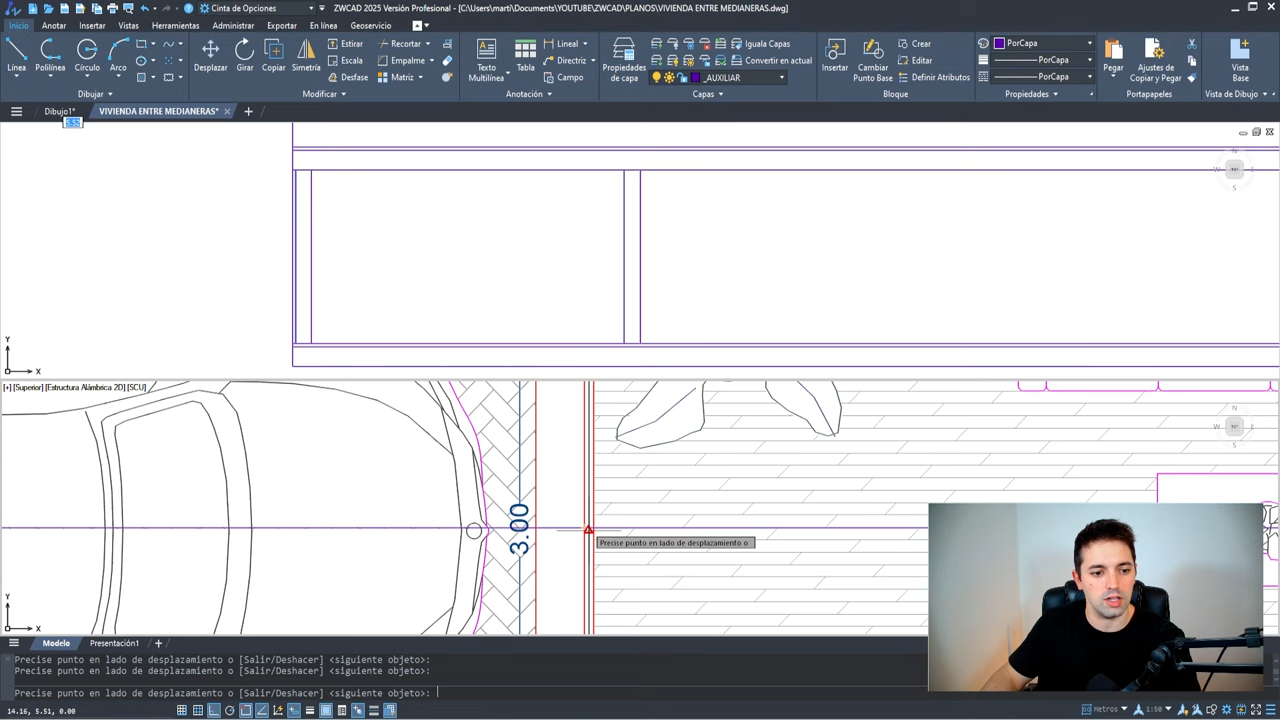 Cinta de Opciones
ZWCAD 2025 Versión Profesional - [C:\Users\marti\Documents\YOUTUBE\ZWCAD\PLANOS\VIVIENDA ENTRE MEDIANERAS.dwg]
Inicio Anotar Insertar Vistas Herramientas Administrar Exportar En línea Geoservicio
Línea Polilínea Círculo Arco
Desplazar Girar Copiar Simetría
Estirar Recortar
Escala Empalme
Desfase Matriz
Texto Multilínea Tabla
Lineal
Directriz
Campo
Propiedades de capa
Iguala Capas
Convertir en actual
_AUXILIAR
Insertar Cambiar Punto Base
Crear
Editar
Definir Atributos
PorCapa
PorCapa
PorCapa
Pegar Ajustes de Copiar y Pegar
Vista Base
Dibujar Modificar Anotación Capas Bloque Propiedades Portapapeles Vista de Dibujo
Dibujo1* VIVIENDA ENTRE MEDIANERAS*
5.52
N
W
S
Y
X
[+] [Superior] [Estructura Alámbrica 2D] [SCU]
N
W
E
S
3.00
Precise punto en lado de desplazamiento o
Y
X
Modelo Presentación1
Precise punto en lado de desplazamiento o [Salir/Deshacer] <siguiente objeto>:
Precise punto en lado de desplazamiento o [Salir/Deshacer] <siguiente objeto>:
Precise punto en lado de desplazamiento o [Salir/Deshacer] <siguiente objeto>:
14.16, 5.51, 0.00
Metros
1:50